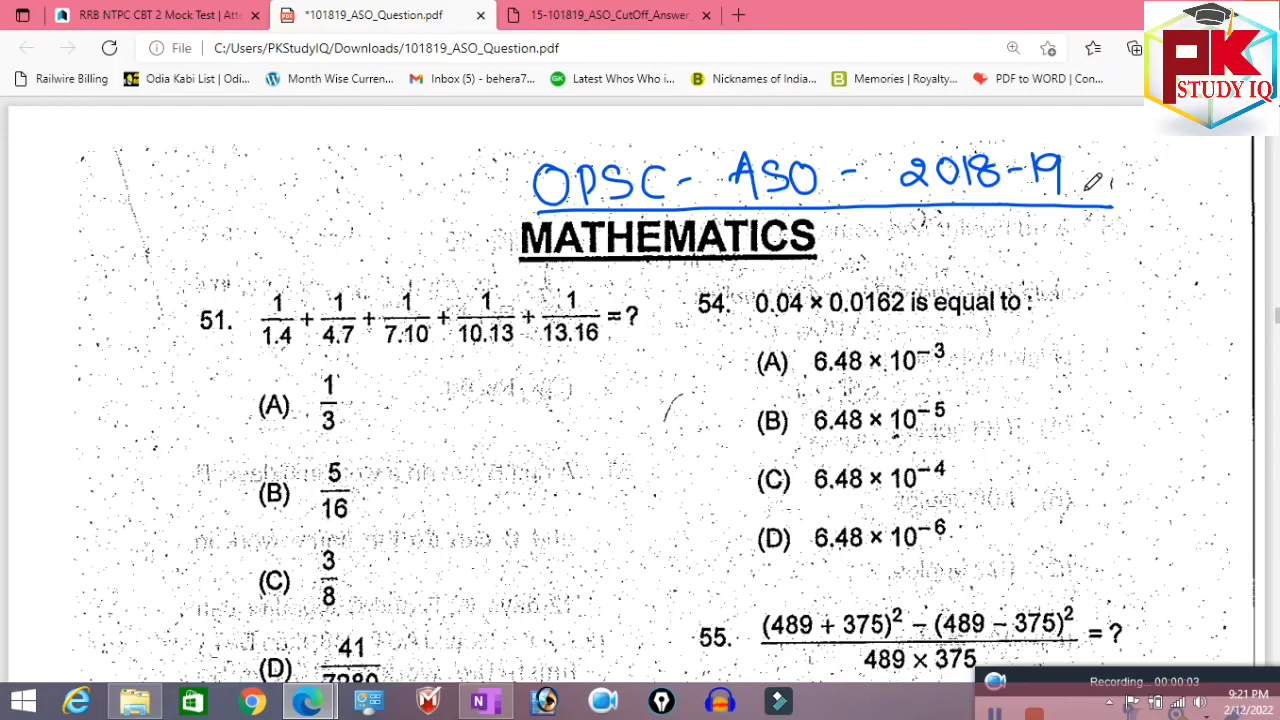 RRB NTPC CBT 2 Mock Test | Atte
*101819_ASO_Question.pdf
15-101819_ASO_CutOff_Answer_
File C:/Users/PKStudyIQ/Downloads/101819_ASO_Question.pdf
Railwire Billing
Odia Kabi List | Odi...
Month Wise Curren...
Inbox (5) - behera7...
Latest Whos Who i...
Nicknames of India...
Memories | Royalty...
PDF to WORD | Con...
PK
STUDY IQ
OPSC - ASO - 2018-19
MATHEMATICS
51. 1/1.4 + 1/4.7 + 1/7.10 + 1/10.13 + 1/13.16 = ?
(A) 1/3
(B) 5/16
(C) 3/8
(D) 41/7280
54. 0.04 × 0.0162 is equal to :
(A) 6.48 × 10⁻³
(B) 6.48 × 10⁻⁵
(C) 6.48 × 10⁻⁴
(D) 6.48 × 10⁻⁶
55. (489 + 375)² – (489 – 375)² / 489 × 375 = ?
Recording... 00:00:03
9:21 PM
2/12/2022